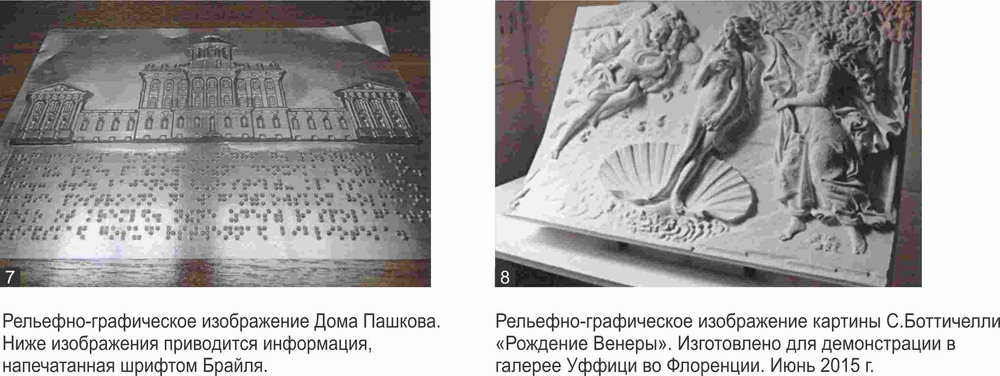 7
Рельефно-графическое изображение Дома Пашкова.
Ниже изображения приводится информация,
напечатанная шрифтом Брайля.
8
Рельефно-графическое изображение картины С.Боттичелли
«Рождение Венеры». Изготовлено для демонстрации в
галерее Уффици во Флоренции. Июнь 2015 г.